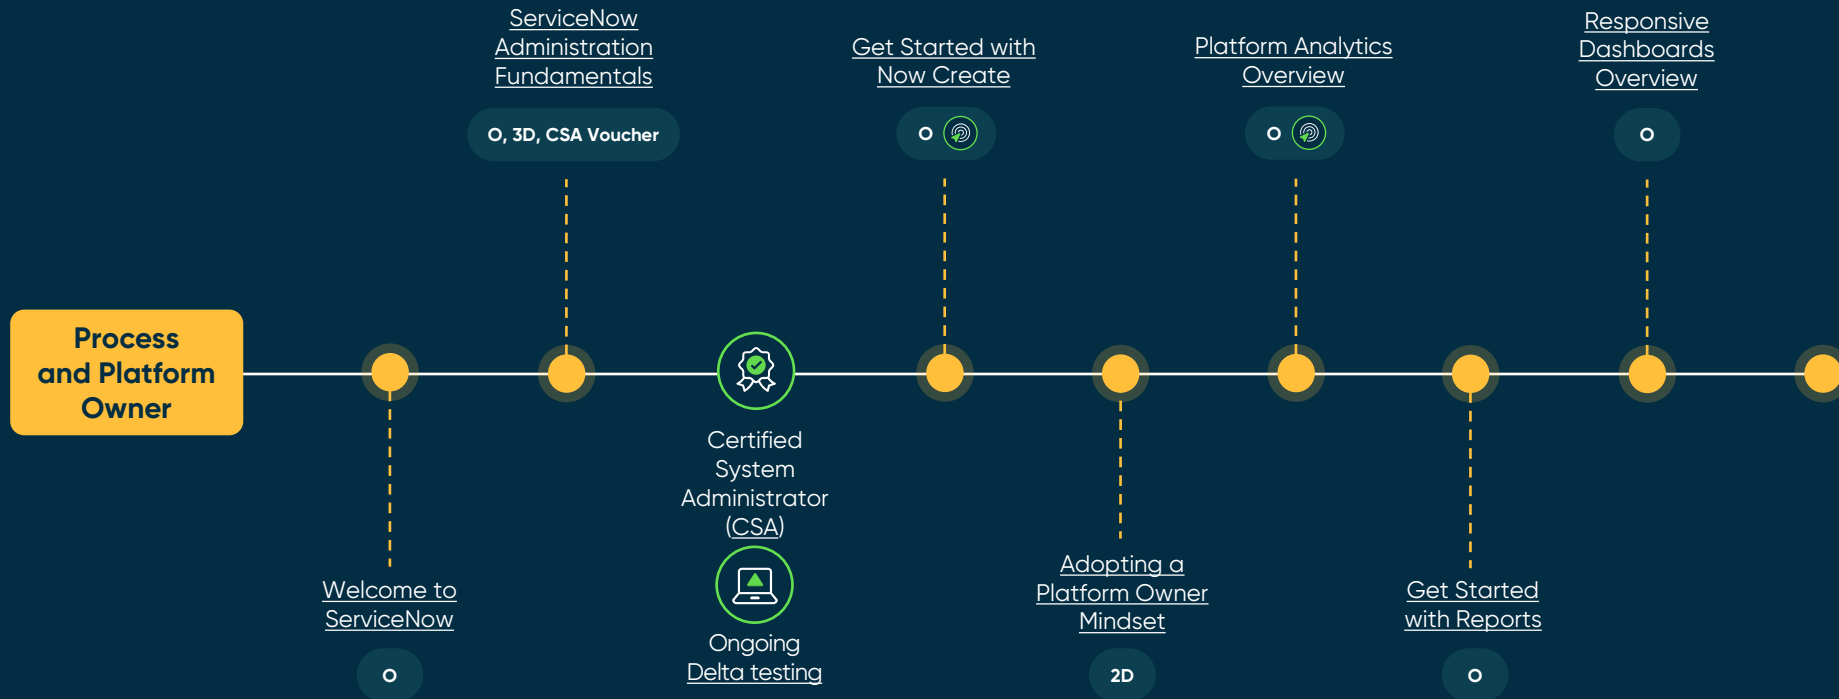 ServiceNow
Administration
Fundamentals
O, 3D, CSA Voucher
Get Started with
Now Create
O
Platform Analytics
Overview
O
Responsive
Dashboards
Overview
O
Process
and Platform
Owner
Welcome to
ServiceNow
O
Certified
System
Administrator
(CSA)
Ongoing
Delta testing
Adopting a
Platform Owner
Mindset
2D
Get Started
with Reports
O